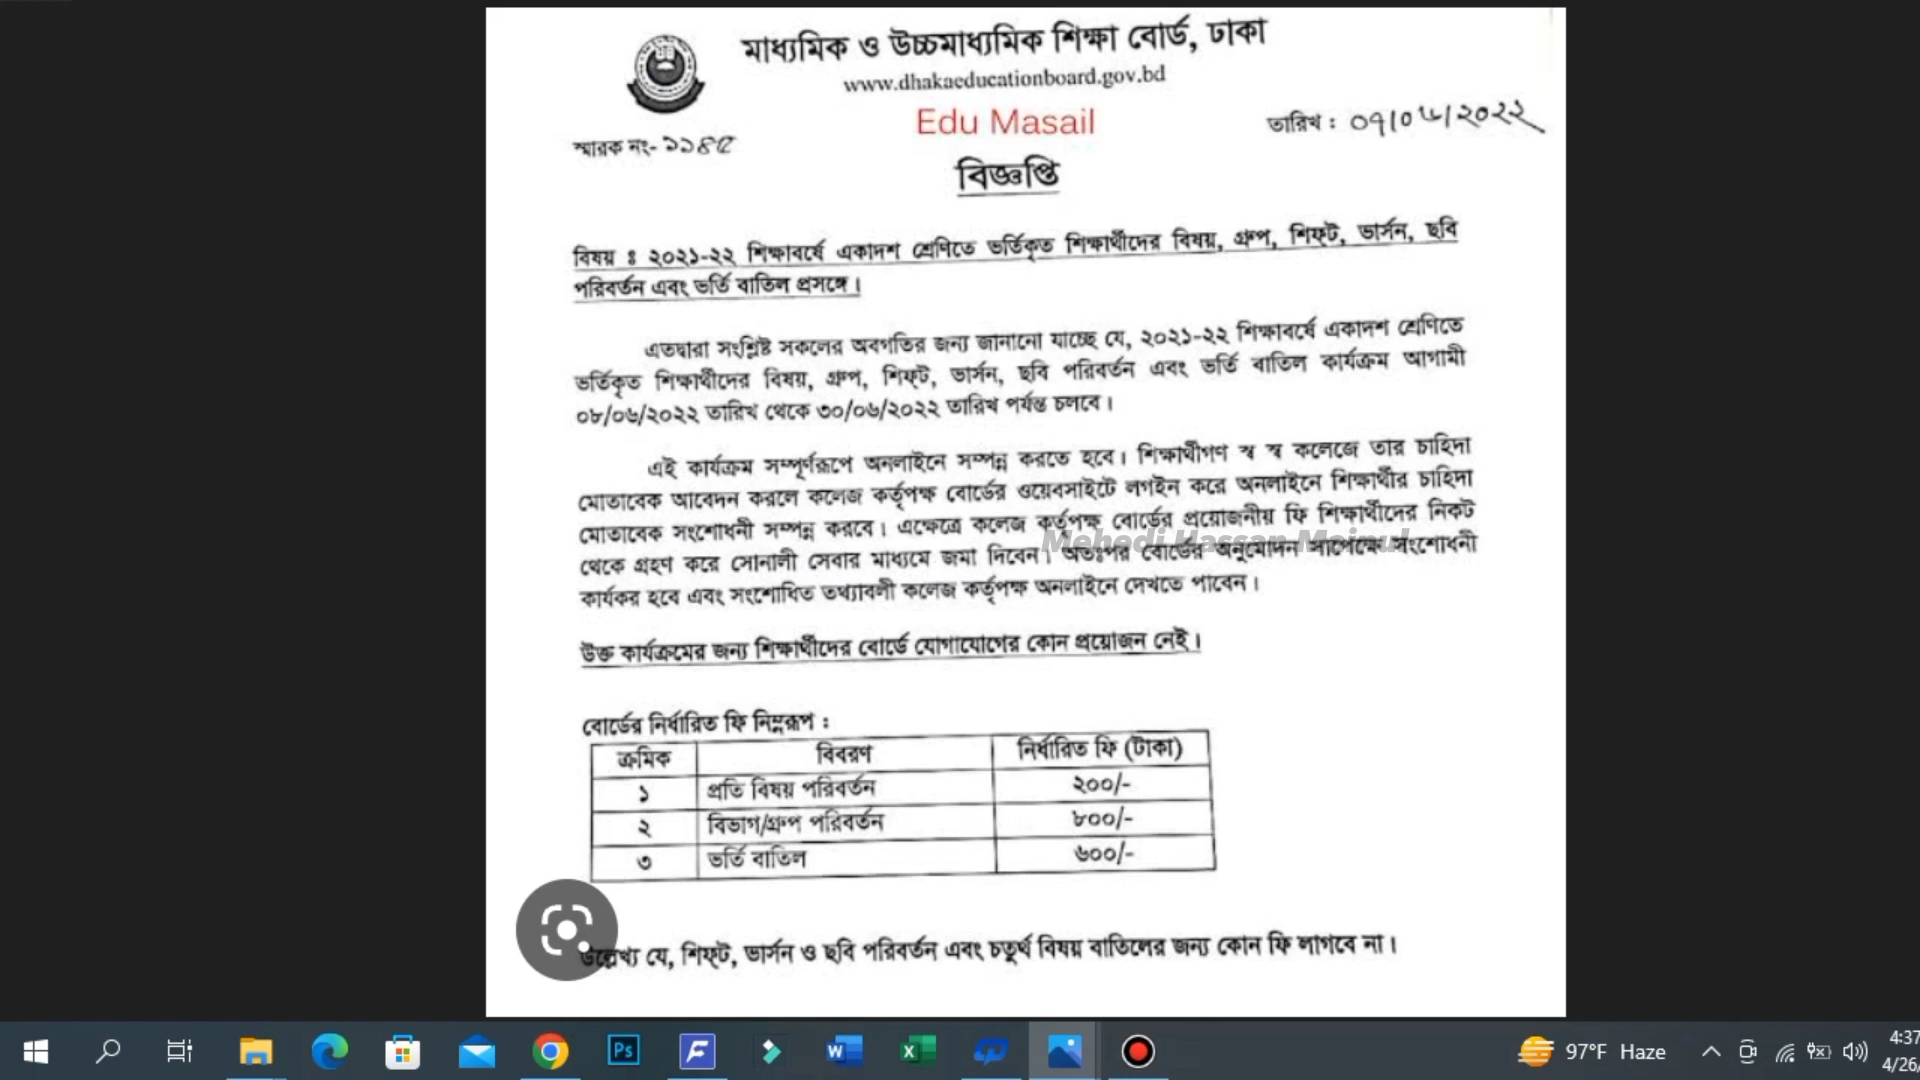 মাধ্যমিক ও উচ্চমাধ্যমিক শিক্ষা বোর্ড, ঢাকা
www.dhakaeducationboard.gov.bd
Edu Masail
স্মারক নং- ১১৪৫
তারিখ : ০৭/০৬/২০২২
বিজ্ঞপ্তি
বিষয় ঃ ২০২১-২২ শিক্ষাবর্ষে একাদশ শ্রেণিতে ভর্তিকৃত শিক্ষার্থীদের বিষয়, গ্রুপ, শিফ্‌ট, ভার্সন, ছবি
পরিবর্তন এবং ভর্তি বাতিল প্রসঙ্গে।
এতদ্বারা সংশ্লিষ্ট সকলের অবগতির জন্য জানানো যাচ্ছে যে, ২০২১-২২ শিক্ষাবর্ষে একাদশ শ্রেণিতে
ভর্তিকৃত শিক্ষার্থীদের বিষয়, গ্রুপ, শিফ্‌ট, ভার্সন, ছবি পরিবর্তন এবং ভর্তি বাতিল কার্যক্রম আগামী
০৮/০৬/২০২২ তারিখ থেকে ৩০/০৬/২০২২ তারিখ পর্যন্ত চলবে।
এই কার্যক্রম সম্পূর্ণরূপে অনলাইনে সম্পন্ন করতে হবে। শিক্ষার্থীগণ স্ব স্ব কলেজে তার চাহিদা
মোতাবেক আবেদন করলে কলেজ কর্তৃপক্ষ বোর্ডের ওয়েবসাইটে লগইন করে অনলাইনে শিক্ষার্থীর চাহিদা
মোতাবেক সংশোধনী সম্পন্ন করবে। এক্ষেত্রে কলেজ কর্তৃপক্ষ বোর্ডের প্রয়োজনীয় ফি শিক্ষার্থীদের নিকট
Mehedi Hassan Mainul
থেকে গ্রহণ করে সোনালী সেবার মাধ্যমে জমা দিবেন। অতঃপর বোর্ডের অনুমোদন সাপেক্ষে সংশোধনী
কার্যকর হবে এবং সংশোধিত তথ্যাবলী কলেজ কর্তৃপক্ষ অনলাইনে দেখতে পাবেন।
উক্ত কার্যক্রমের জন্য শিক্ষার্থীদের বোর্ডে যোগাযোগের কোন প্রয়োজন নেই।
বোর্ডের নির্ধারিত ফি নিম্নরূপ :
ক্রমিক বিবরণ নির্ধারিত ফি (টাকা)
১ প্রতি বিষয় পরিবর্তন ২০০/-
২ বিভাগ/গ্রুপ পরিবর্তন ৮০০/-
৩ ভর্তি বাতিল ৬০০/-
উল্লেখ্য যে, শিফ্‌ট, ভার্সন ও ছবি পরিবর্তন এবং চতুর্থ বিষয় বাতিলের জন্য কোন ফি লাগবে না।
97°F Haze
4:37
4/26/